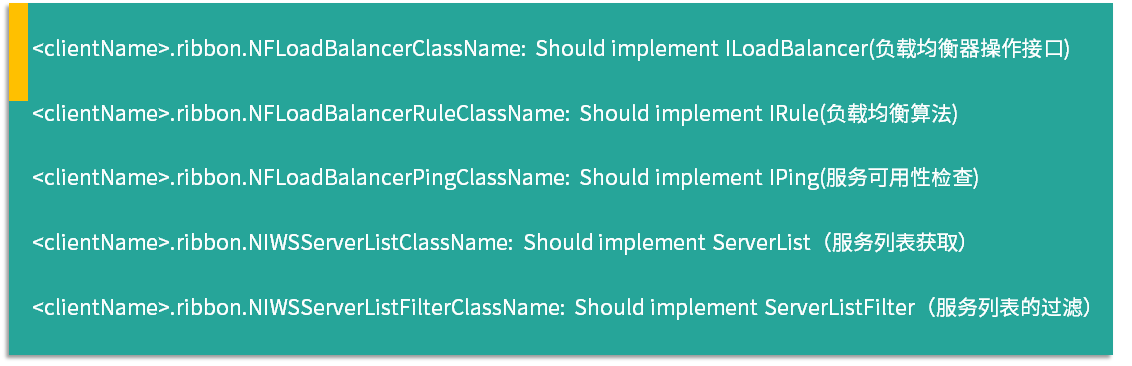 <clientName>.ribbon.NFLoadBalancerClassName: Should implement ILoadBalancer(负载均衡器操作接口)
<clientName>.ribbon.NFLoadBalancerRuleClassName: Should implement IRule(负载均衡算法)
<clientName>.ribbon.NFLoadBalancerPingClassName: Should implement IPing(服务可用性检查)
<clientName>.ribbon.NIWSServerListClassName: Should implement ServerList（服务列表获取）
<clientName>.ribbon.NIWSServerListFilterClassName: Should implement ServerListFilter（服务列表的过滤）